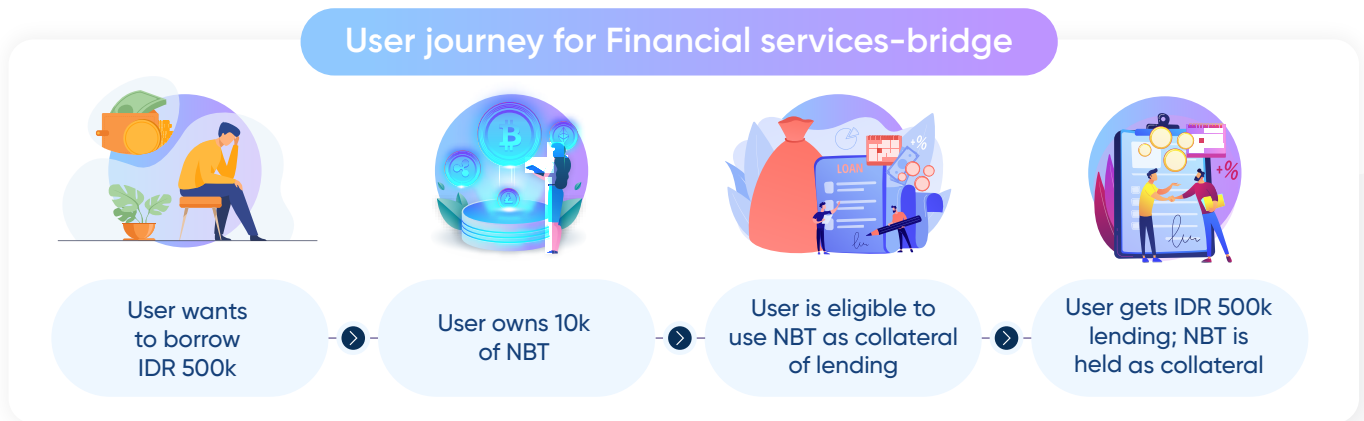 User journey for Financial services-bridge
LOAN
+%
+%
User wants
to borrow
IDR 500k
User owns 10k
of NBT
User is eligible to
use NBT as collateral
of lending
User gets IDR 500k
lending; NBT is
held as collateral